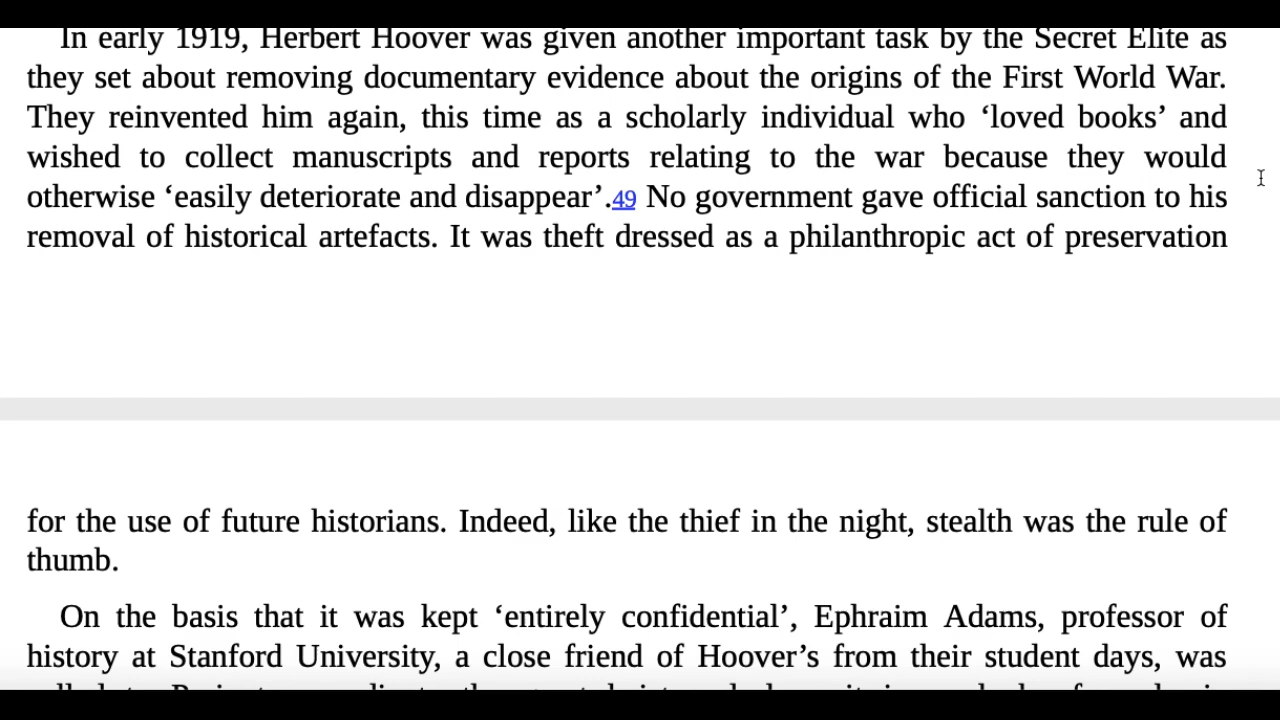 In early 1919, Herbert Hoover was given another important task by the Secret Elite as
they set about removing documentary evidence about the origins of the First World War.
They reinvented him again, this time as a scholarly individual who ‘loved books’ and
wished to collect manuscripts and reports relating to the war because they would
otherwise ‘easily deteriorate and disappear’.49 No government gave official sanction to his
removal of historical artefacts. It was theft dressed as a philanthropic act of preservation
for the use of future historians. Indeed, like the thief in the night, stealth was the rule of
thumb.
On the basis that it was kept ‘entirely confidential’, Ephraim Adams, professor of
history at Stanford University, a close friend of Hoover’s from their student days, was